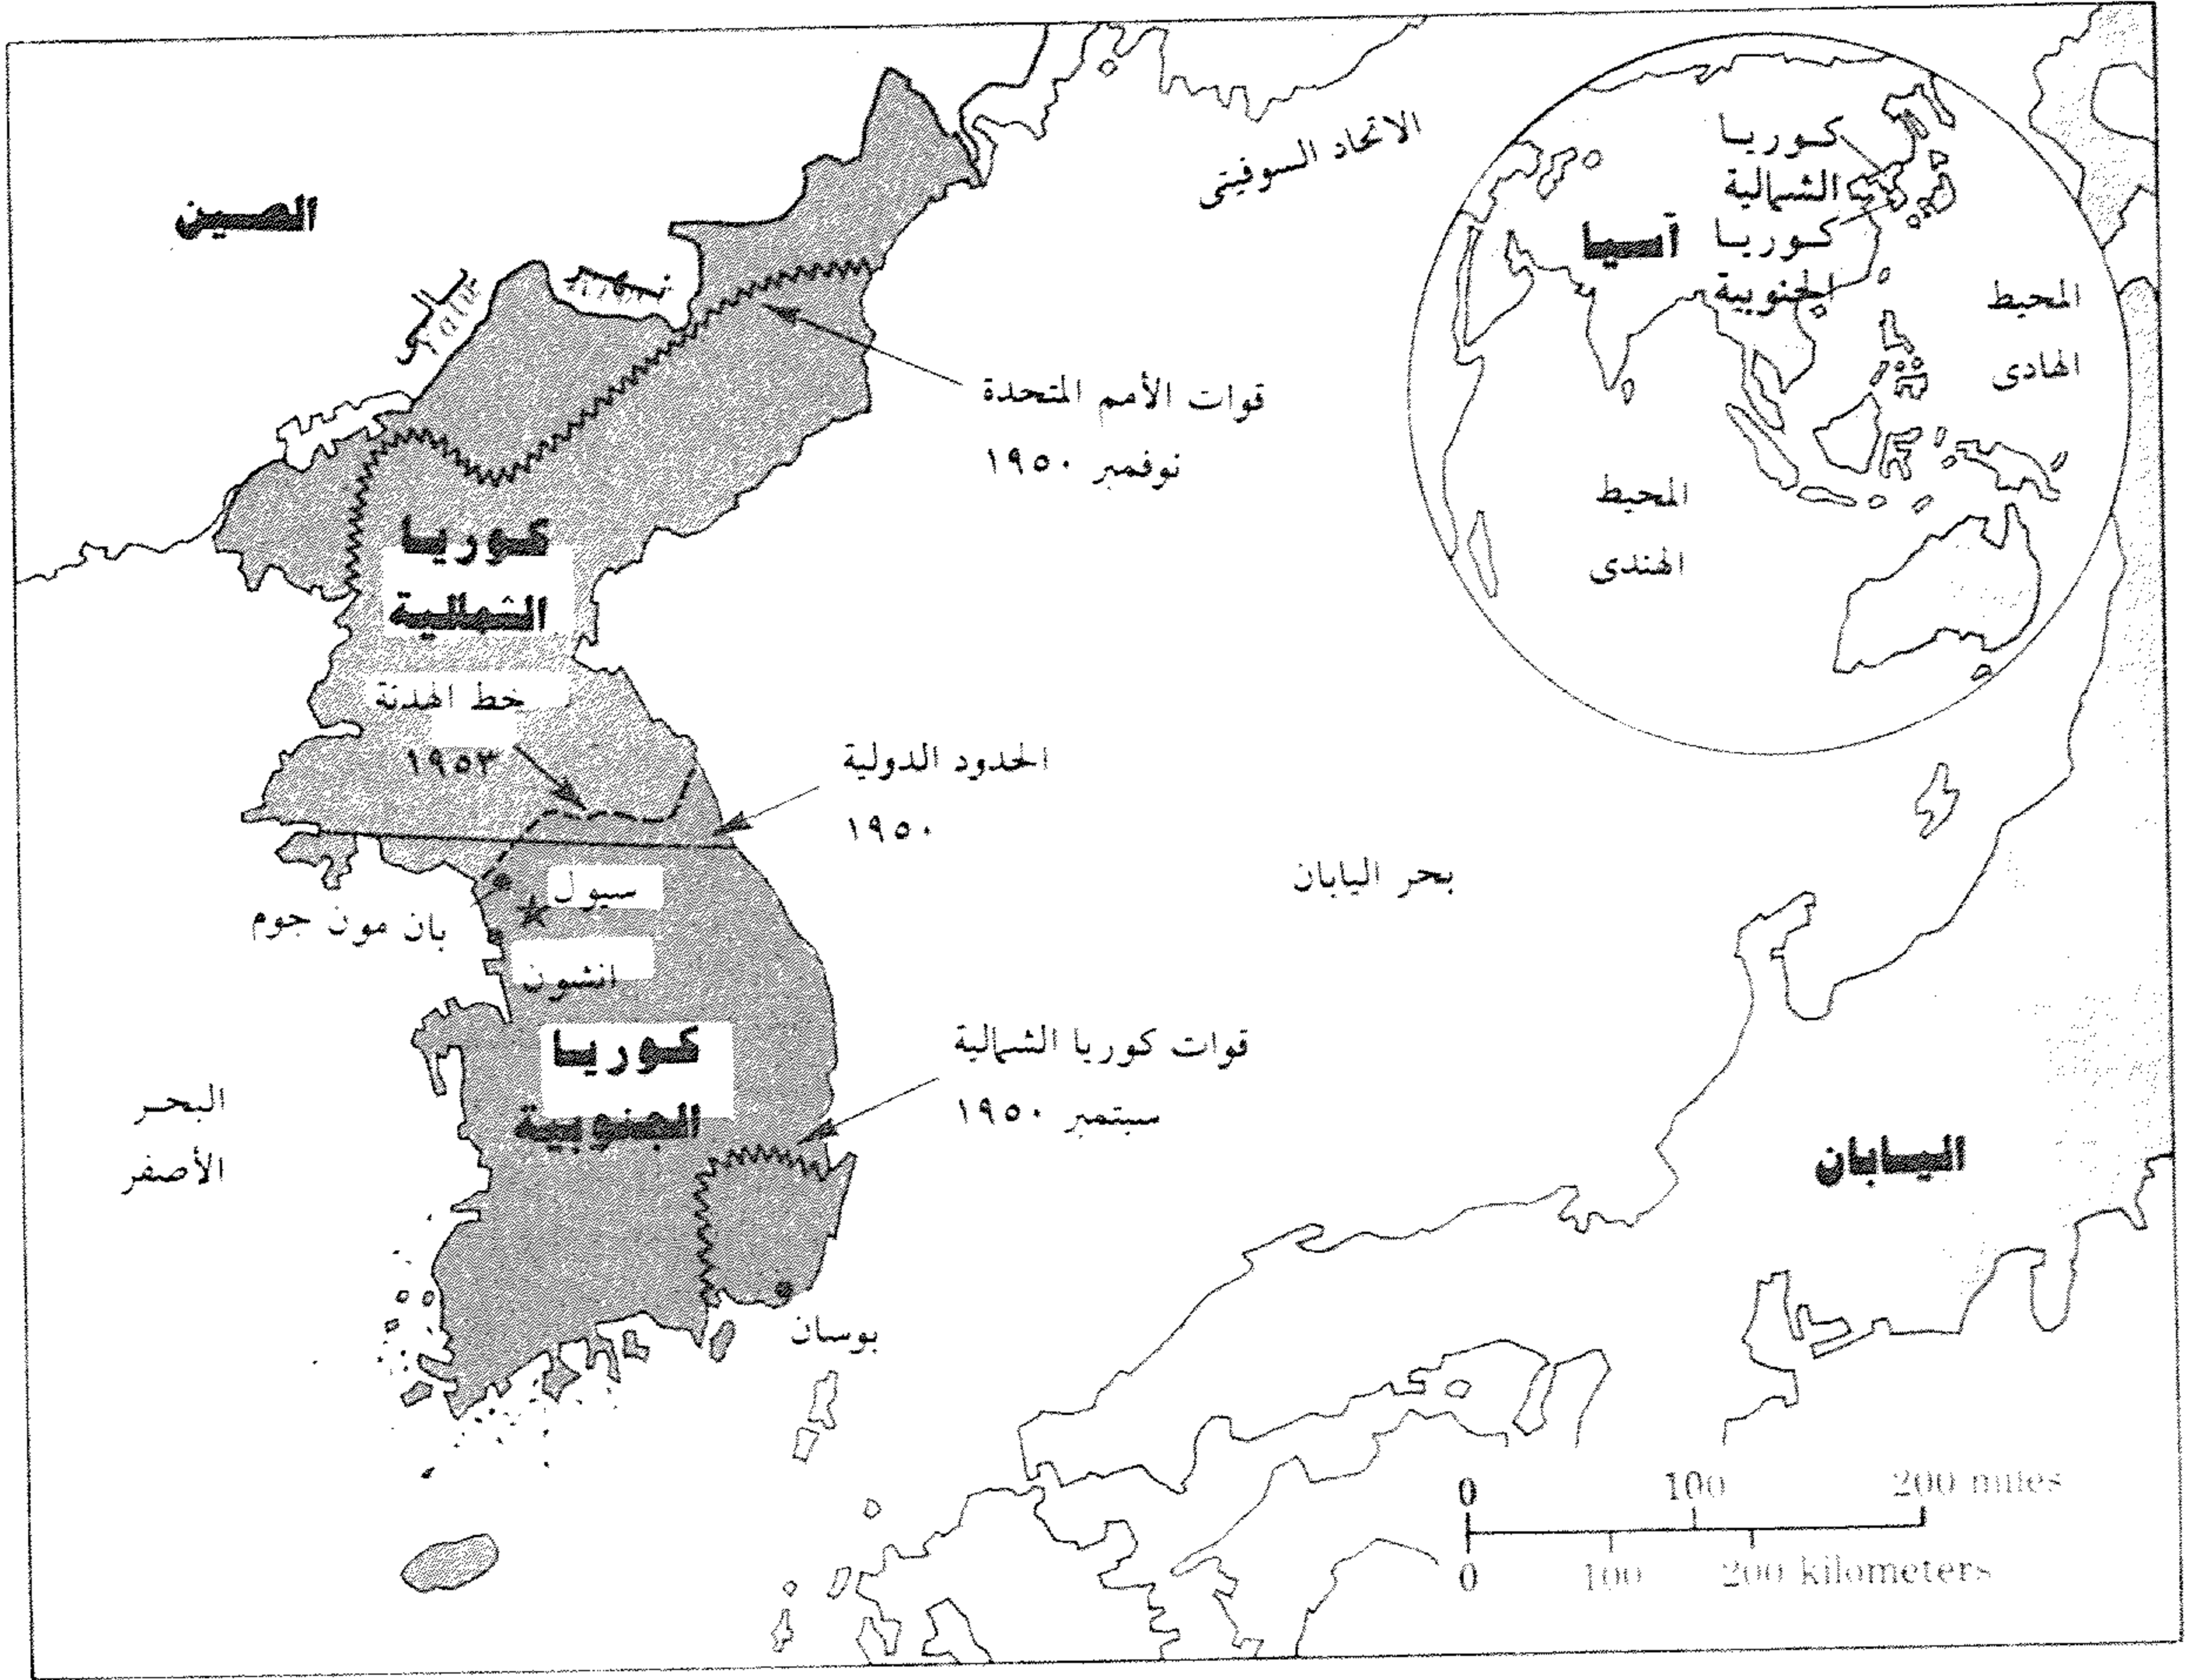 الصين
الاتحاد السوفيتى
نهر
يالـى
Yalu
كوريا
الشمالية
كوريا
الجنوبية
آسيا
المحيط
الهادى
المحيط
الهندى
قوات الأمم المتحدة
نوفمبر ١٩٥٠
كوريا
الشمالية
خط الهدنة
١٩٥٣
الحدود الدولية
١٩٥٠
سيول
بان مون جوم
انشون
بحر اليابان
كوريا
الجنوبية
قوات كوريا الشمالية
سبتمبر ١٩٥٠
البحر
الأصفر
اليابان
بوسان
0 100 200 miles
0 100 200 kilometers